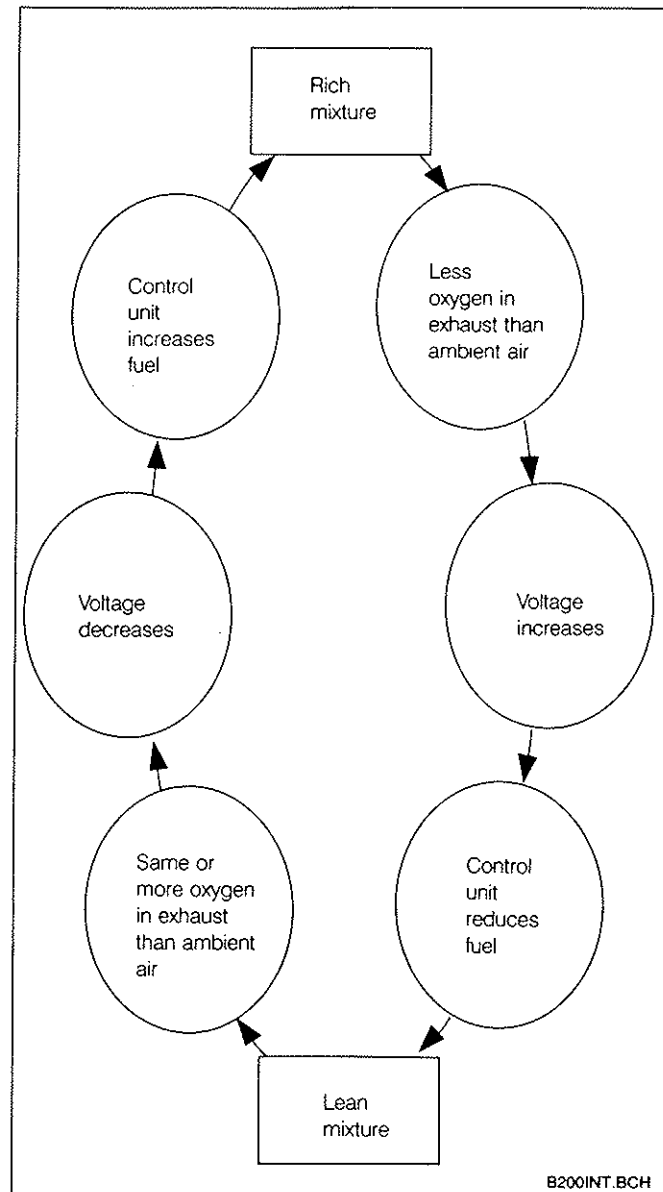 Rich
mixture
Less
oxygen in
exhaust than
ambient air
Voltage
increases
Control
unit
reduces
fuel
Lean
mixture
Same or
more oxygen
in exhaust
than ambient
air
Voltage
decreases
Control
unit
increases
fuel
B200INT.BCH